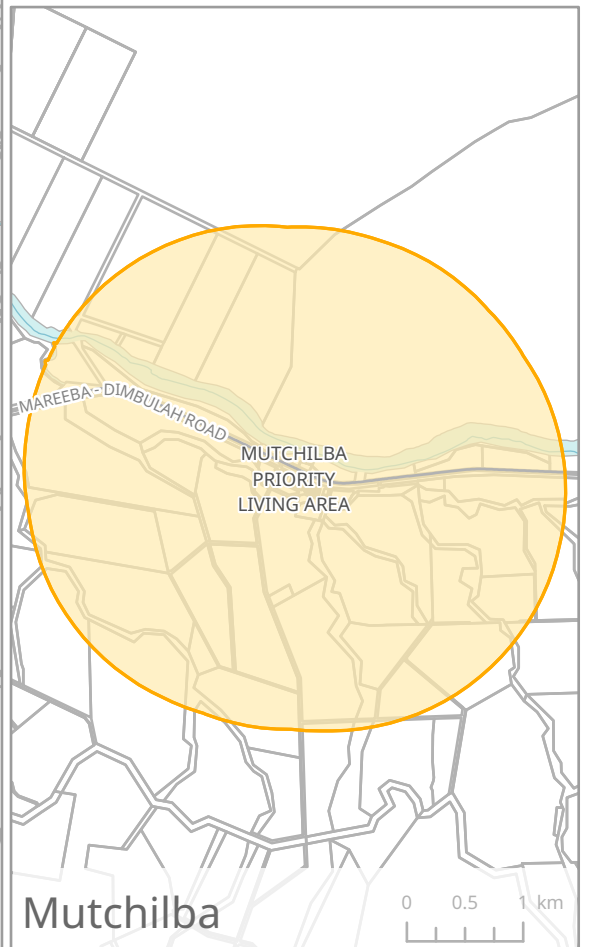 MAREEBA - DIMBULAH ROAD
MUTCHILBA
PRIORITY
LIVING AREA
Mutchilba
0 0.5 1 km